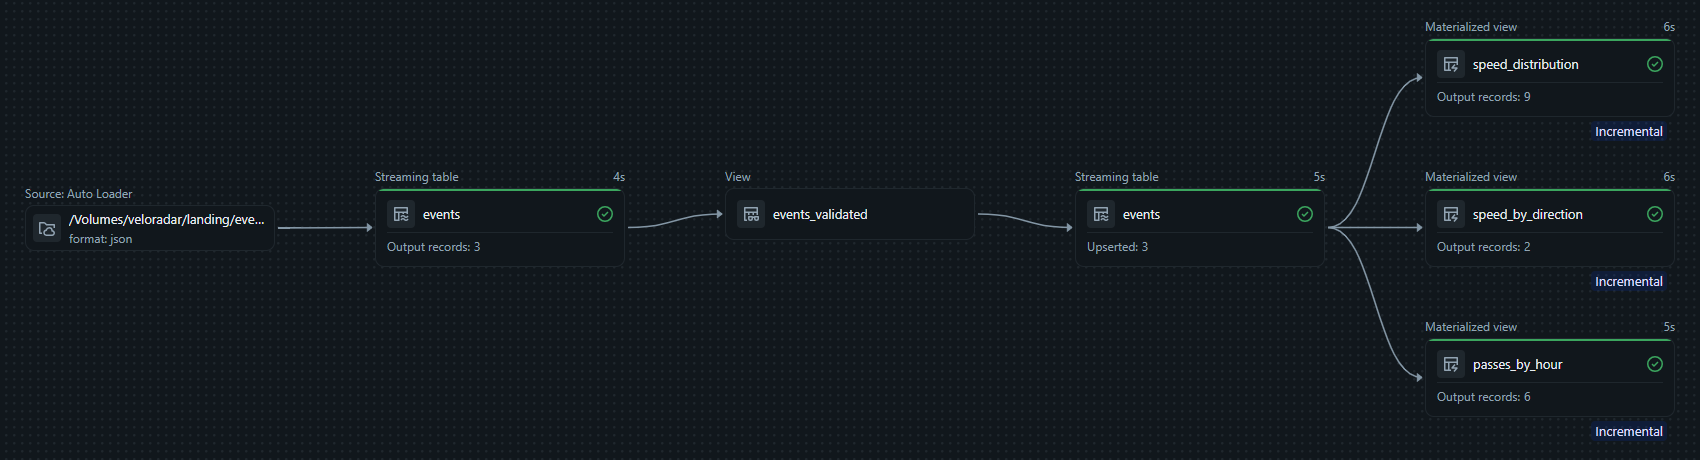 Source: Auto Loader
/Volumes/veloradar/landing/eve...
format: json
Streaming table 4s
events
Output records: 3
View
events_validated
Streaming table 5s
events
Upserted: 3
Materialized view 6s
speed_distribution
Output records: 9
Incremental
Materialized view 6s
speed_by_direction
Output records: 2
Incremental
Materialized view 5s
passes_by_hour
Output records: 6
Incremental